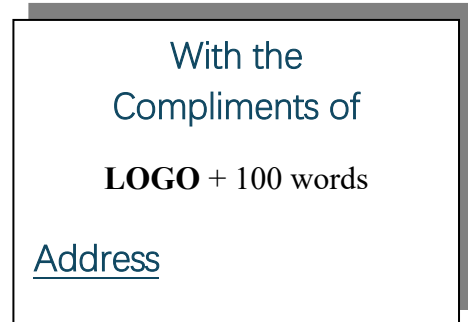 With the
Compliments of
LOGO + 100 words
Address